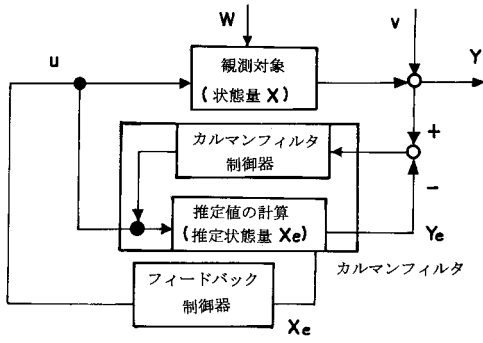 W
v
u
Y
観測対象
(状態量 X)
+
カルマンフィルタ
制御器
-
推定値の計算
(推定状態量 Xe)
Ye
カルマンフィルタ
フィードバック
制御器
Xe